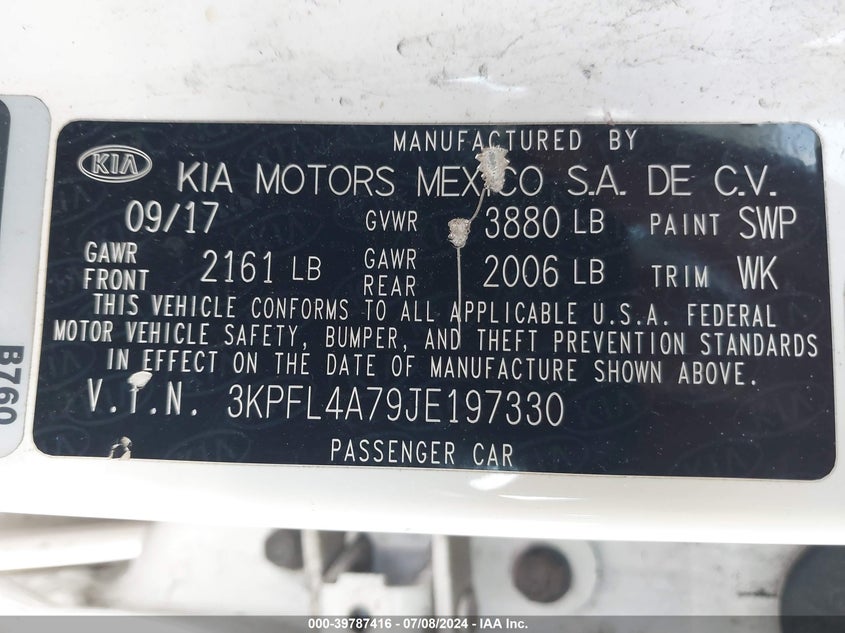 MANUFACTURED BY
KIA KIA MOTORS MEXICO S.A. DE C.V.
09/17 GVWR 3880 LB PAINT SWP
GAWR FRONT 2161 LB GAWR REAR 2006 LB TRIM WK
THIS VEHICLE CONFORMS TO ALL APPLICABLE U.S.A. FEDERAL
MOTOR VEHICLE SAFETY, BUMPER, AND THEFT PREVENTION STANDARDS
IN EFFECT ON THE DATE OF MANUFACTURE SHOWN ABOVE.
V.I.N. 3KPFL4A79JE197330
PASSENGER CAR
B760
000-39787416 - 07/08/2024 - IAA Inc.